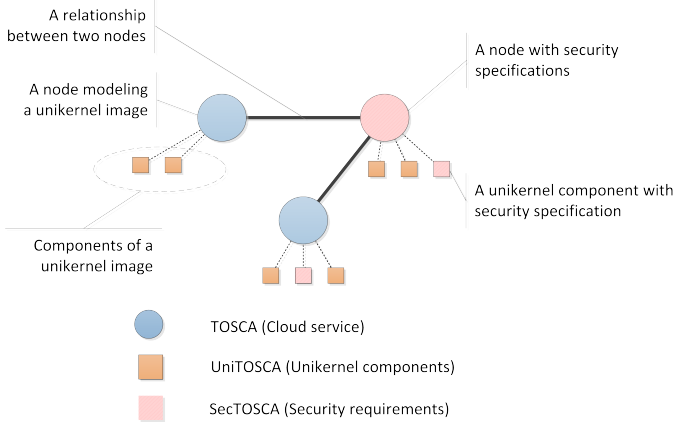 A relationship
between two nodes
A node with security
specifications
A node modeling
a unikernel image
A unikernel component with
security specification
Components of a
unikernel image
TOSCA (Cloud service)
UniTOSCA (Unikernel components)
SecTOSCA (Security requirements)